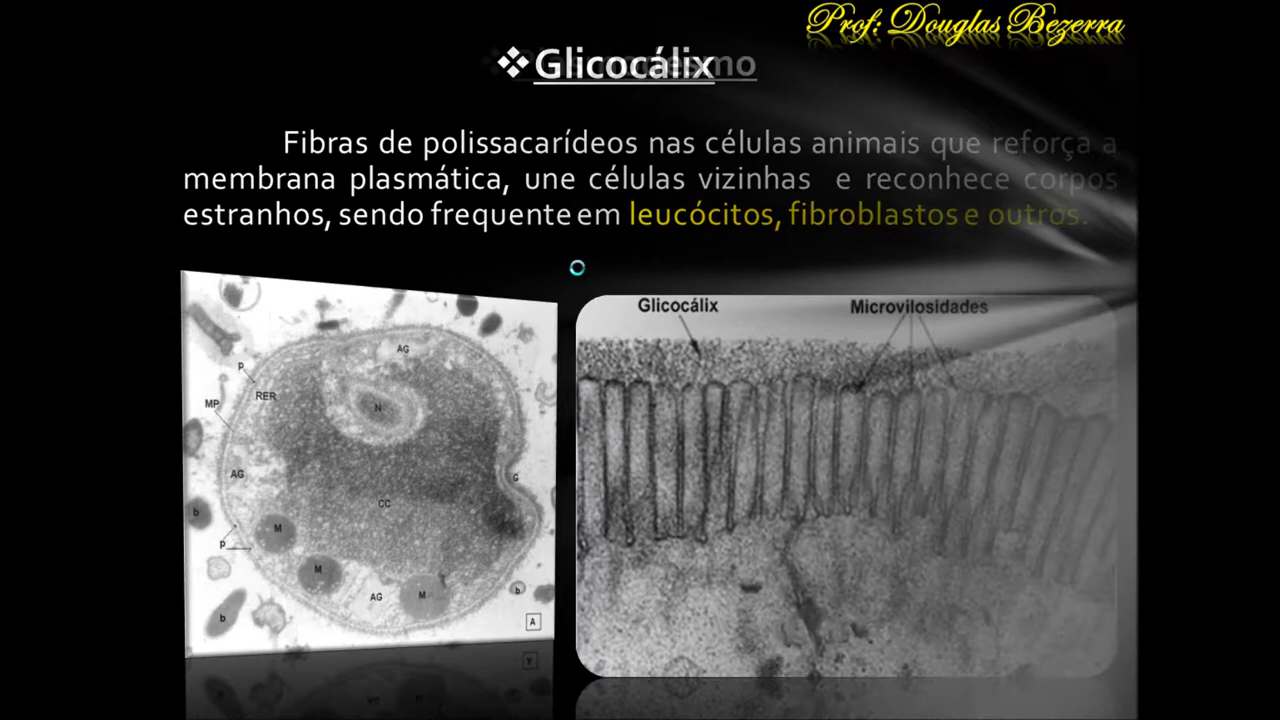 Prof: Douglas Bezerra
❖Glicocálix
Fibras de polissacarídeos nas células animais que reforça a
membrana plasmática, une células vizinhas e reconhece corpos
estranhos, sendo frequente em leucócitos, fibroblastos e outros.
Glicocálix Microvilosidades
AG
P
RER
MP
N
AG
G
CC
b
M
P
M
AG
M
b
b
A